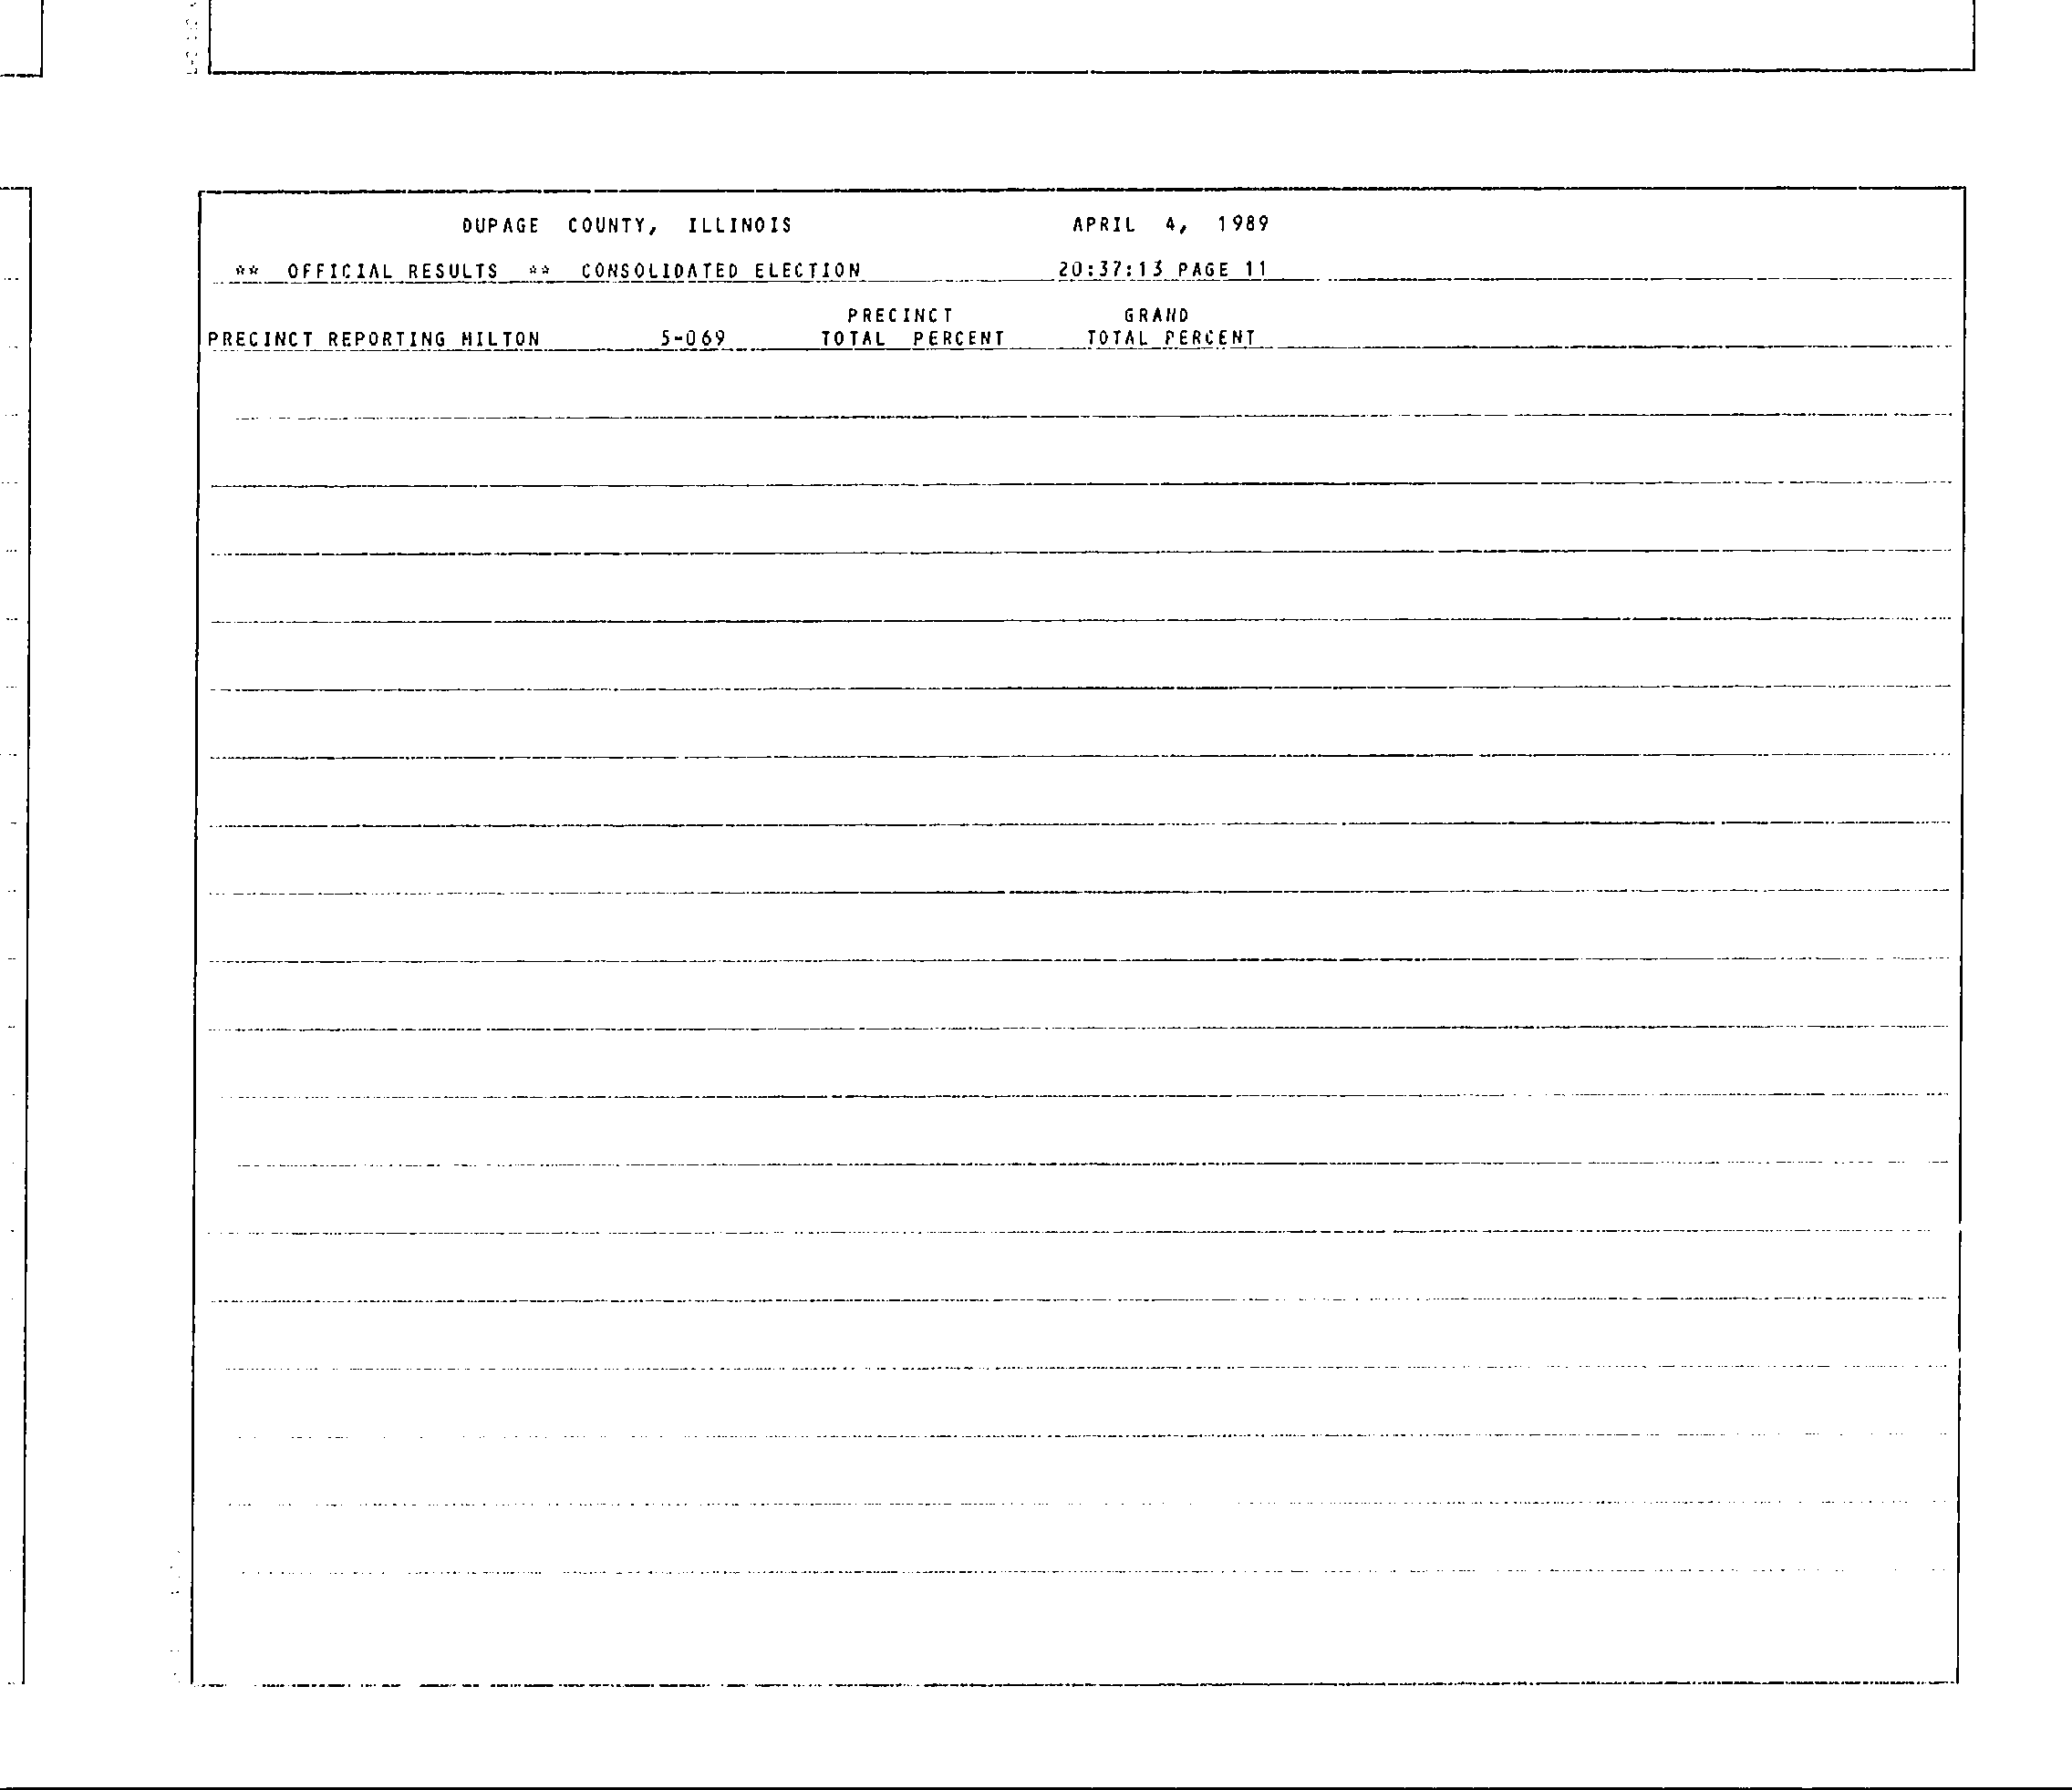 DUPAGE COUNTY, ILLINOIS APRIL 4, 1989
** OFFICIAL RESULTS ** CONSOLIDATED ELECTION 20:37:13 PAGE 11
PRECINCT GRAND
PRECINCT REPORTING MILTON 5-069 TOTAL PERCENT TOTAL PERCENT